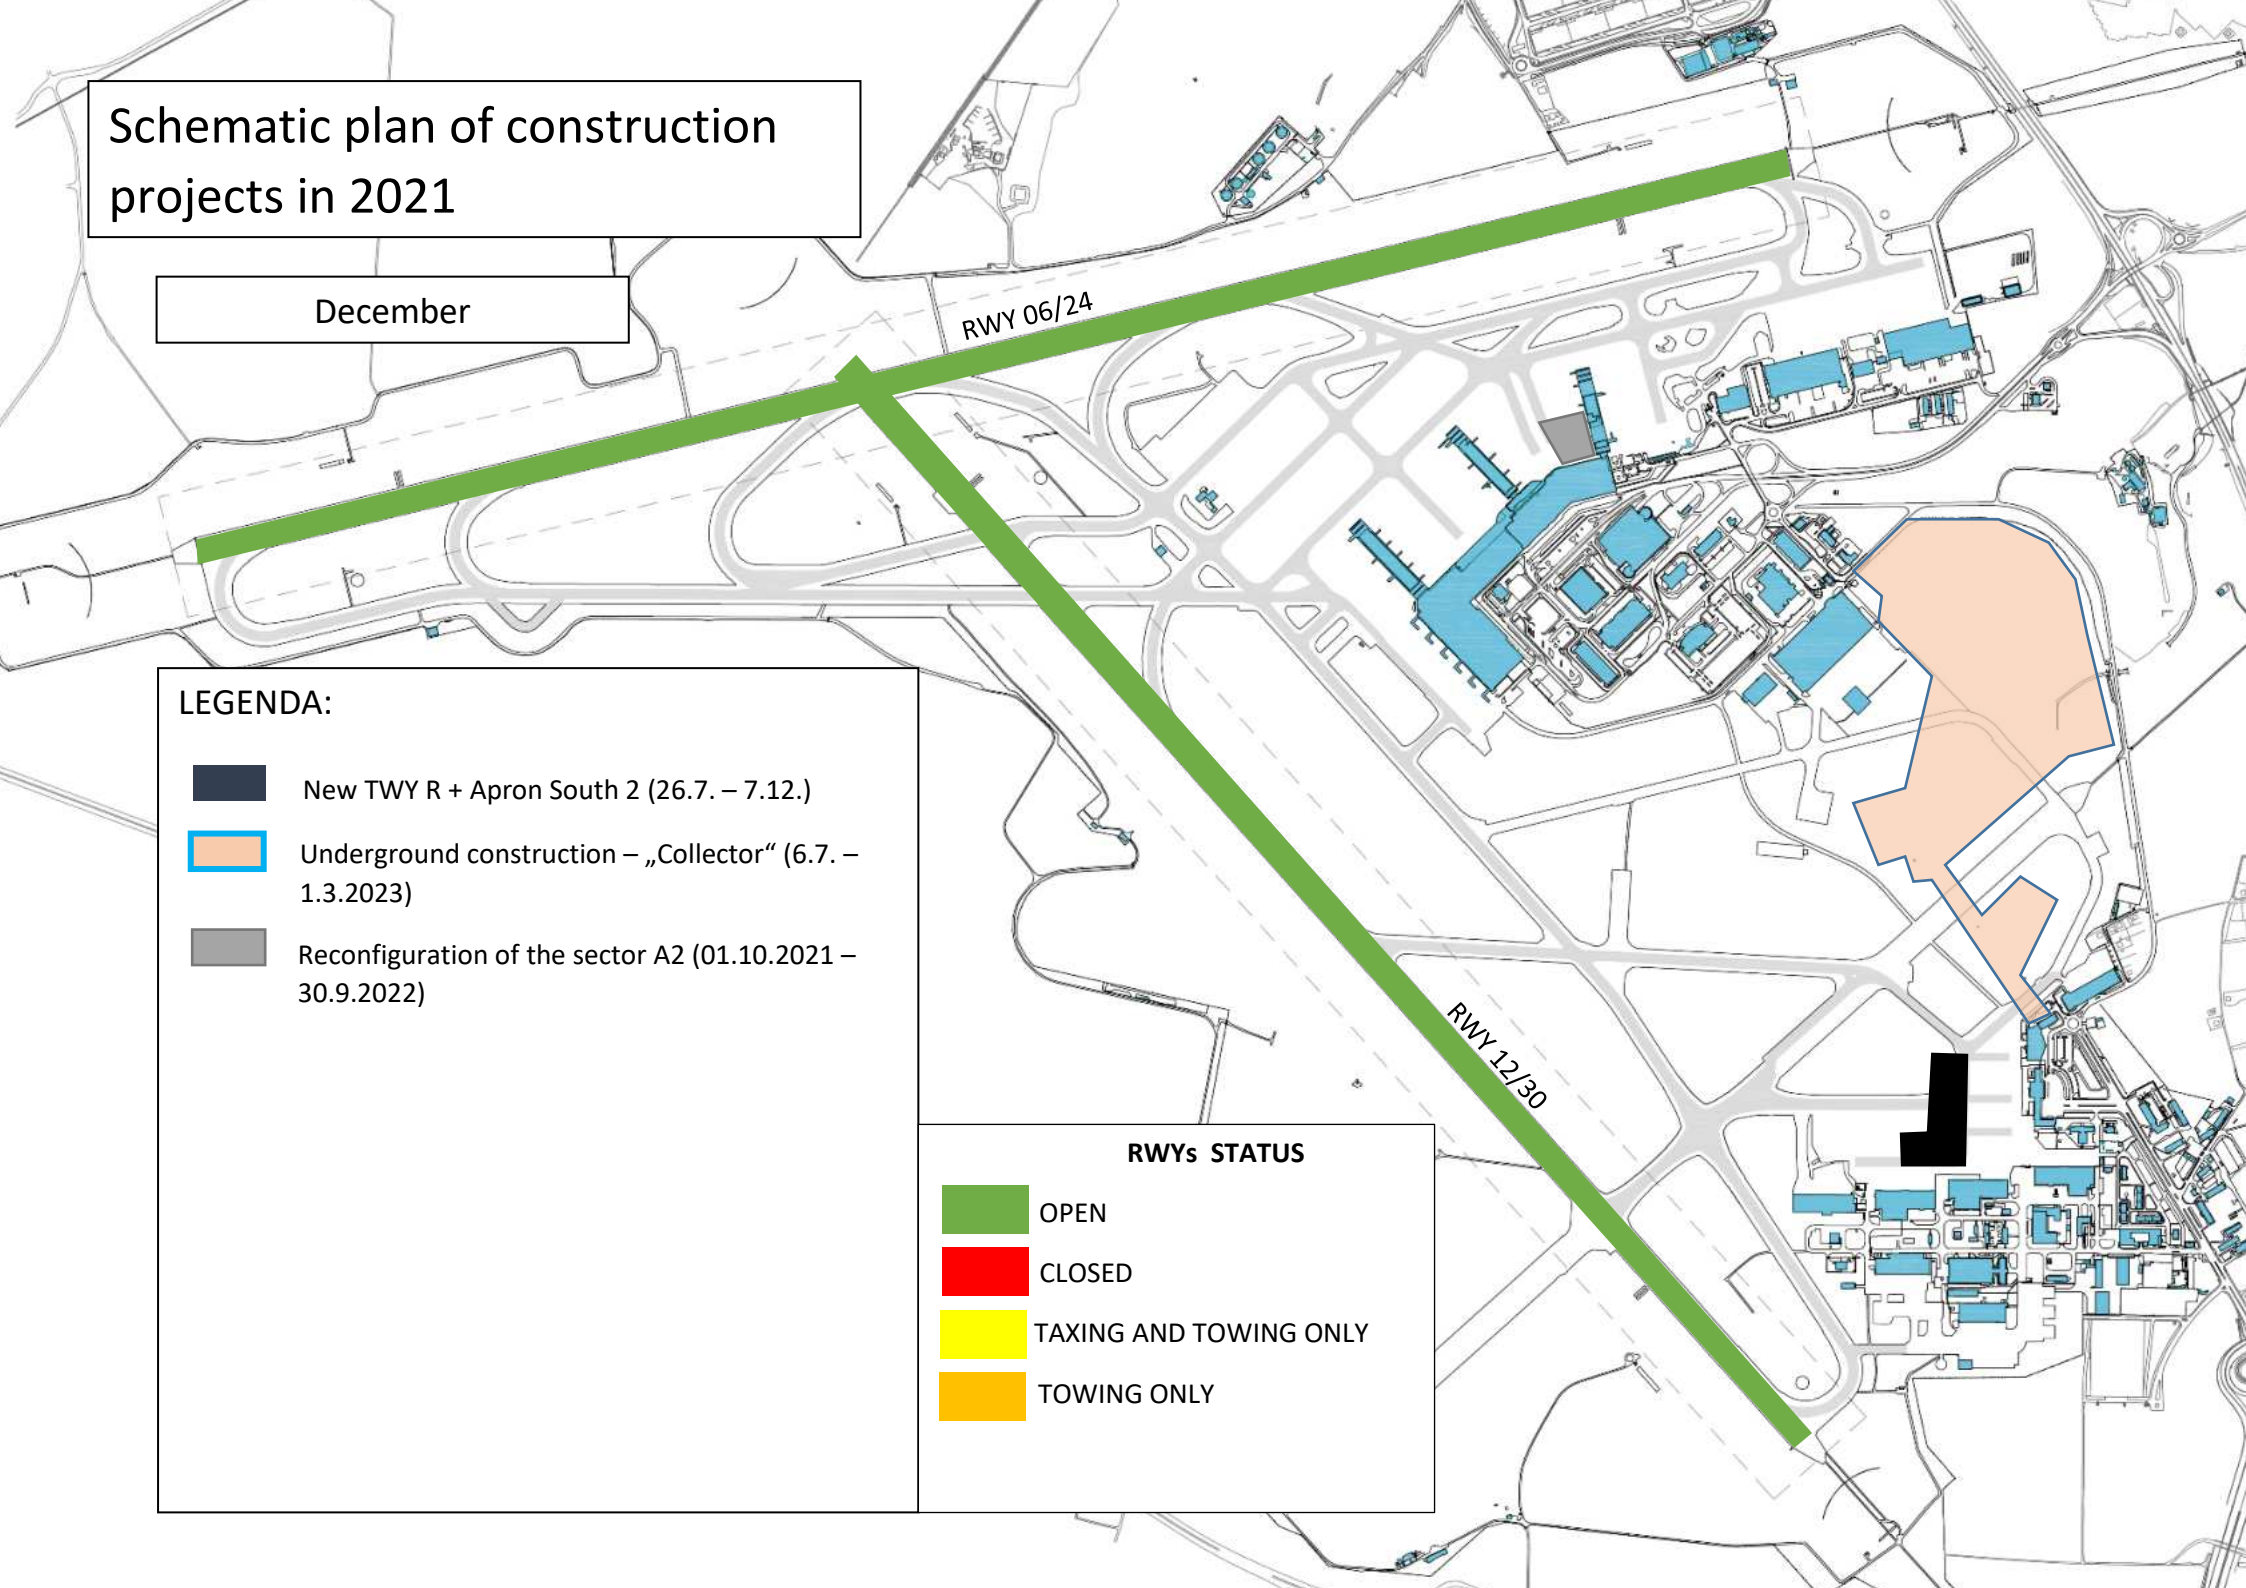 Schematic plan of construction
projects in 2021
December
RWY 06/24
LEGENDA:
New TWY R + Apron South 2 (26.7. – 7.12.)
Underground construction – „Collector“ (6.7. –
1.3.2023)
Reconfiguration of the sector A2 (01.10.2021 –
30.9.2022)
RWY 12/30
RWYs STATUS
OPEN
CLOSED
TAXING AND TOWING ONLY
TOWING ONLY